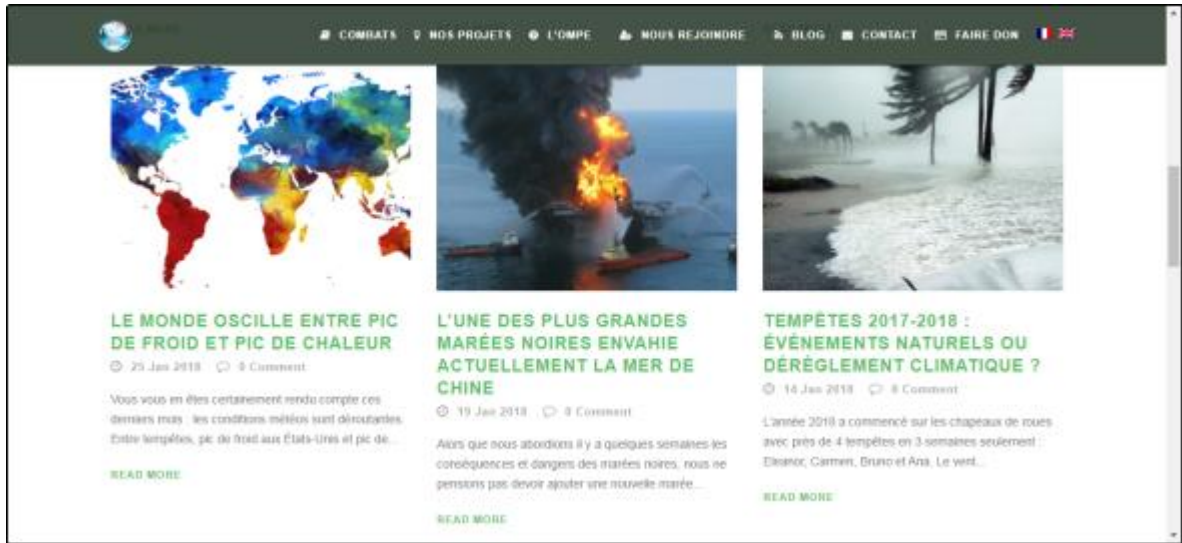 COMBATS NOS PROJETS L'OMPE NOUS REJOINDRE BLOG CONTACT FAIRE DON
LE MONDE OSCILLE ENTRE PIC
DE FROID ET PIC DE CHALEUR
25 Jan 2018 0 Comment
Vous vous en êtes certainement rendu compte ces
derniers mois : les conditions météos sont déroutantes.
Entre tempêtes, pic de froid aux États-Unis et pic de...
READ MORE
L'UNE DES PLUS GRANDES
MARÉES NOIRES ENVAHIE
ACTUELLEMENT LA MER DE
CHINE
19 Jan 2018 0 Comment
Alors que nous abordions il y a quelques semaines les
conséquences et dangers des marées noires, nous ne
pensions pas devoir ajouter une nouvelle marée...
READ MORE
TEMPÊTES 2017-2018 :
ÉVÉNEMENTS NATURELS OU
DÉRÈGLEMENT CLIMATIQUE ?
14 Jan 2018 0 Comment
L'année 2018 a commencé sur les chapeaux de roues
avec près de 4 tempêtes en 3 semaines seulement :
Eleanor, Carmen, Bruno et Ana. Le vent...
READ MORE